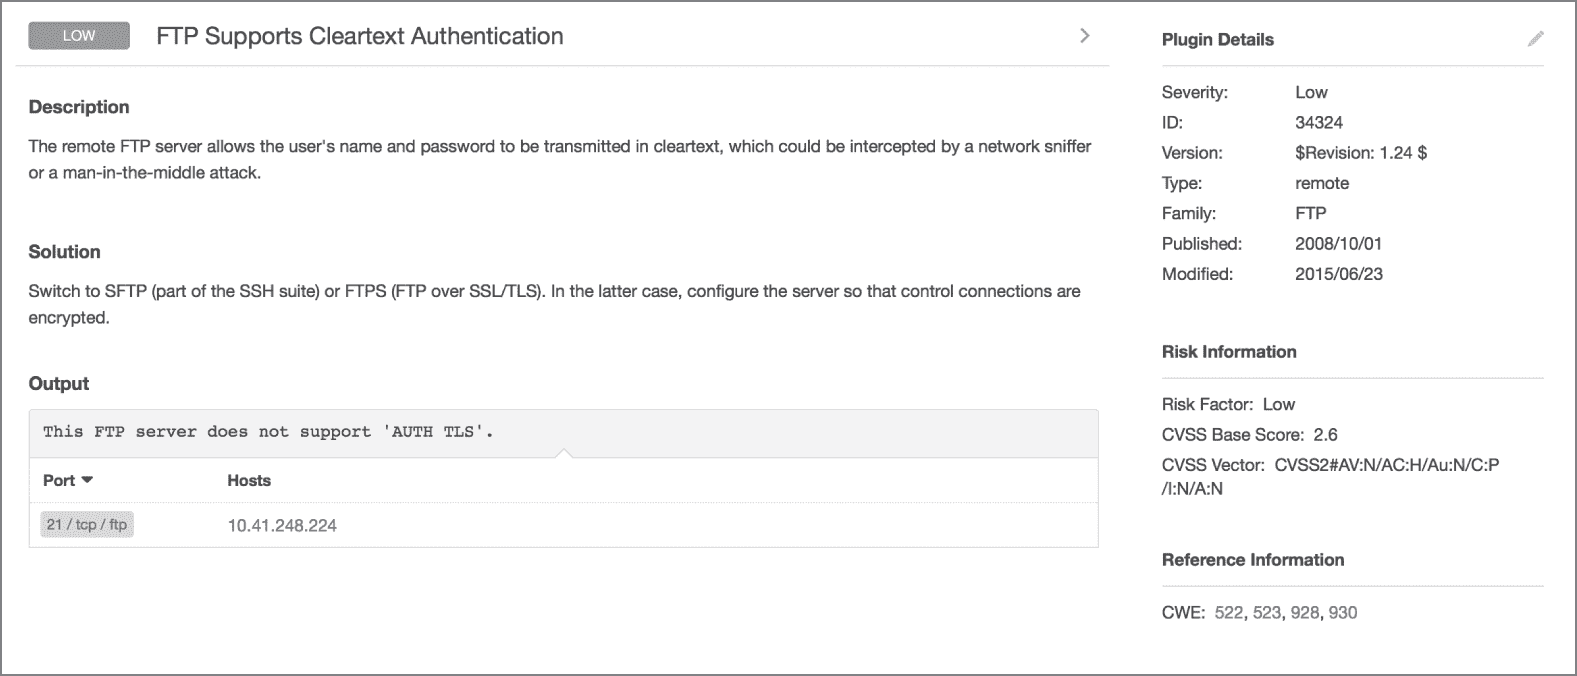 LOW FTP Supports Cleartext Authentication
Description
The remote FTP server allows the user's name and password to be transmitted in cleartext, which could be intercepted by a network sniffer
or a man-in-the-middle attack.
Solution
Switch to SFTP (part of the SSH suite) or FTPS (FTP over SSL/TLS). In the latter case, configure the server so that control connections are
encrypted.
Output
This FTP server does not support 'AUTH TLS'.
Port Hosts
21 / tcp / ftp 10.41.248.224
Plugin Details
Severity: Low
ID: 34324
Version: $Revision: 1.24 $
Type: remote
Family: FTP
Published: 2008/10/01
Modified: 2015/06/23
Risk Information
Risk Factor: Low
CVSS Base Score: 2.6
CVSS Vector: CVSS2#AV:N/AC:H/Au:N/C:P
/I:N/A:N
Reference Information
CWE: 522, 523, 928, 930